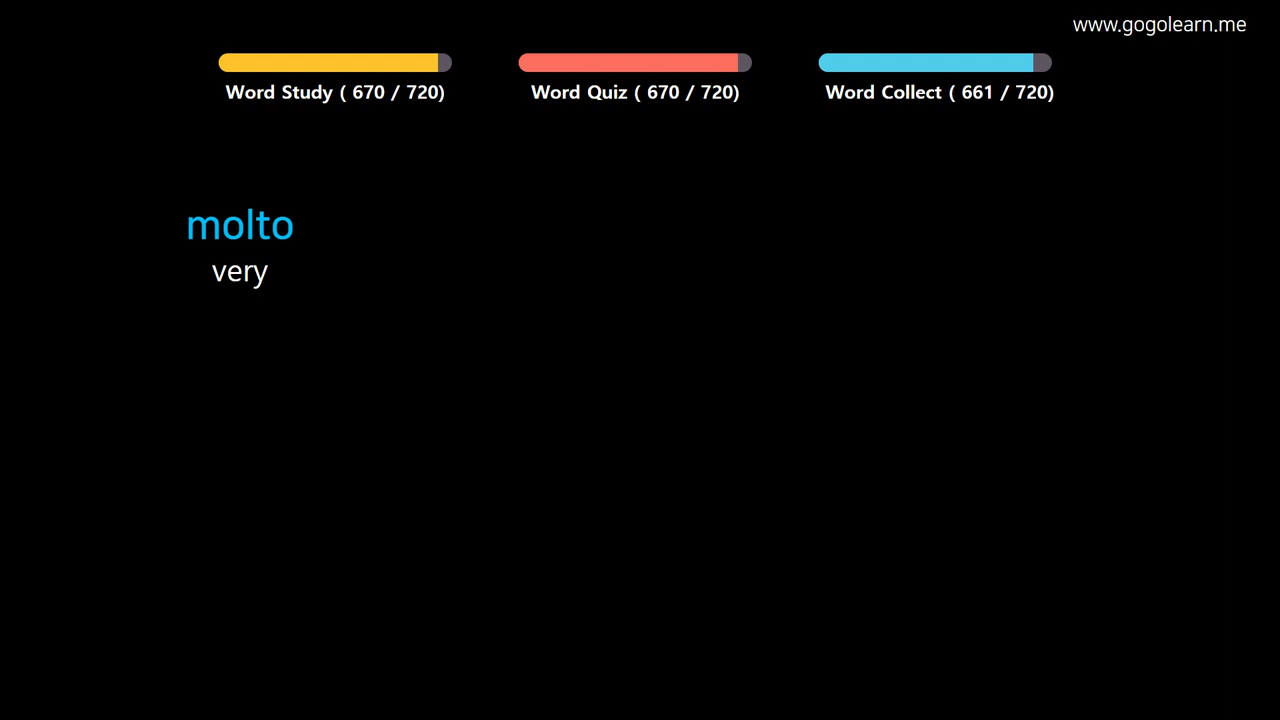 www.gogolearn.me
Word Study ( 670 / 720)
Word Quiz ( 670 / 720)
Word Collect ( 661 / 720)
molto
very